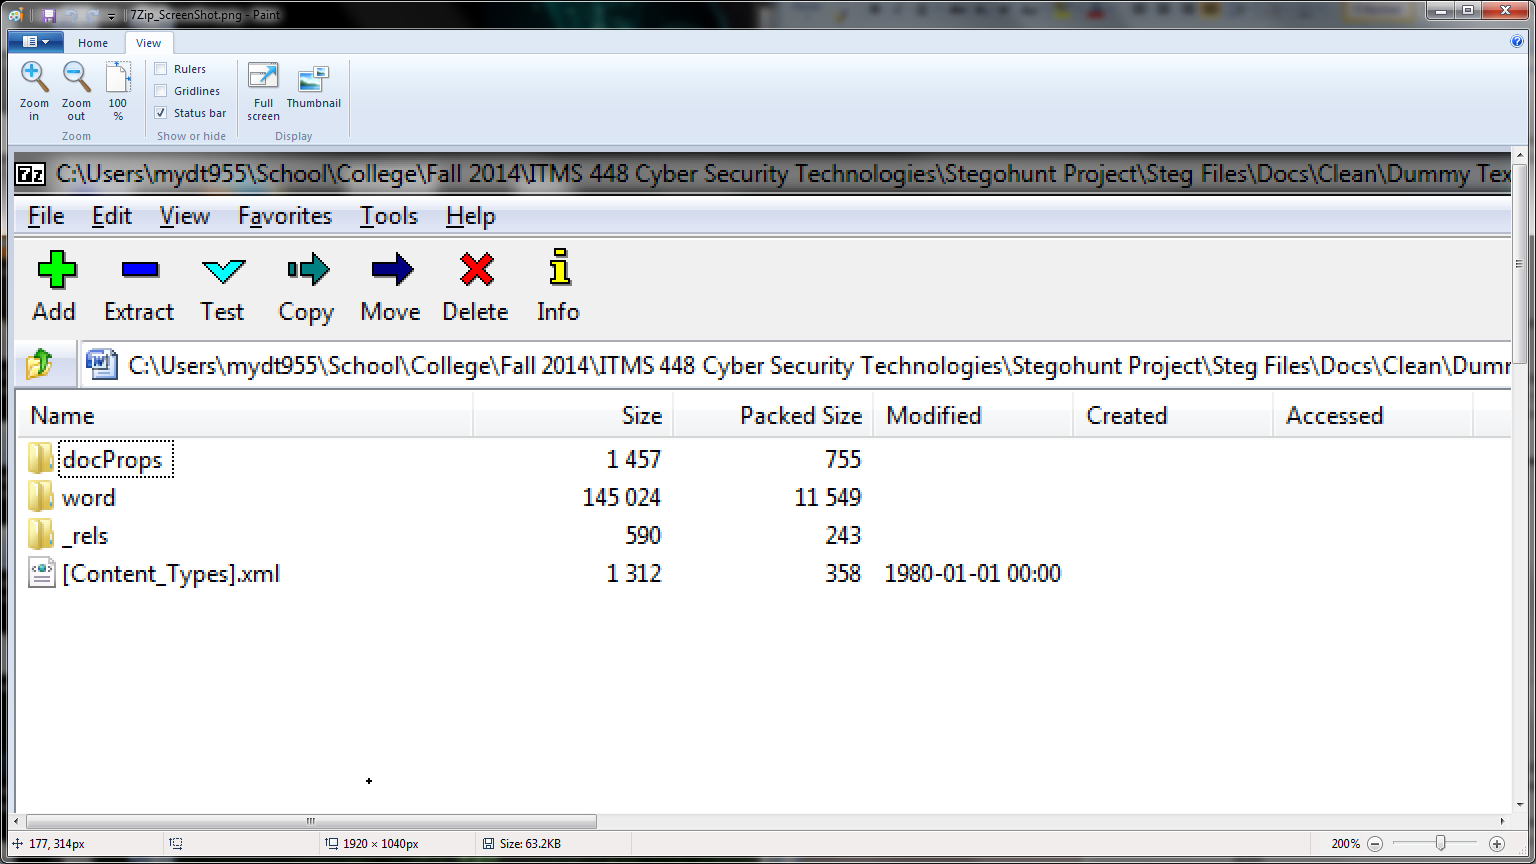 7Zip_ScreenShot.png - Paint
Home View
Zoom in
Zoom out
100 %
Rulers
Gridlines
Status bar
Full screen
Thumbnail
Zoom
Show or hide
Display
7z C:\Users\mydt955\School\College\Fall 2014\ITMS 448 Cyber Security Technologies\Stegohunt Project\Steg Files\Docs\Clean\Dummy Tex
File Edit View Favorites Tools Help
Add Extract Test Copy Move Delete Info
C:\Users\mydt955\School\College\Fall 2014\ITMS 448 Cyber Security Technologies\Stegohunt Project\Steg Files\Docs\Clean\Dumm
Name Size Packed Size Modified Created Accessed
docProps 1 457 755
word 145 024 11 549
_rels 590 243
[Content_Types].xml 1 312 358 1980-01-01 00:00
177, 314px 1920 × 1040px Size: 63.2KB 200%